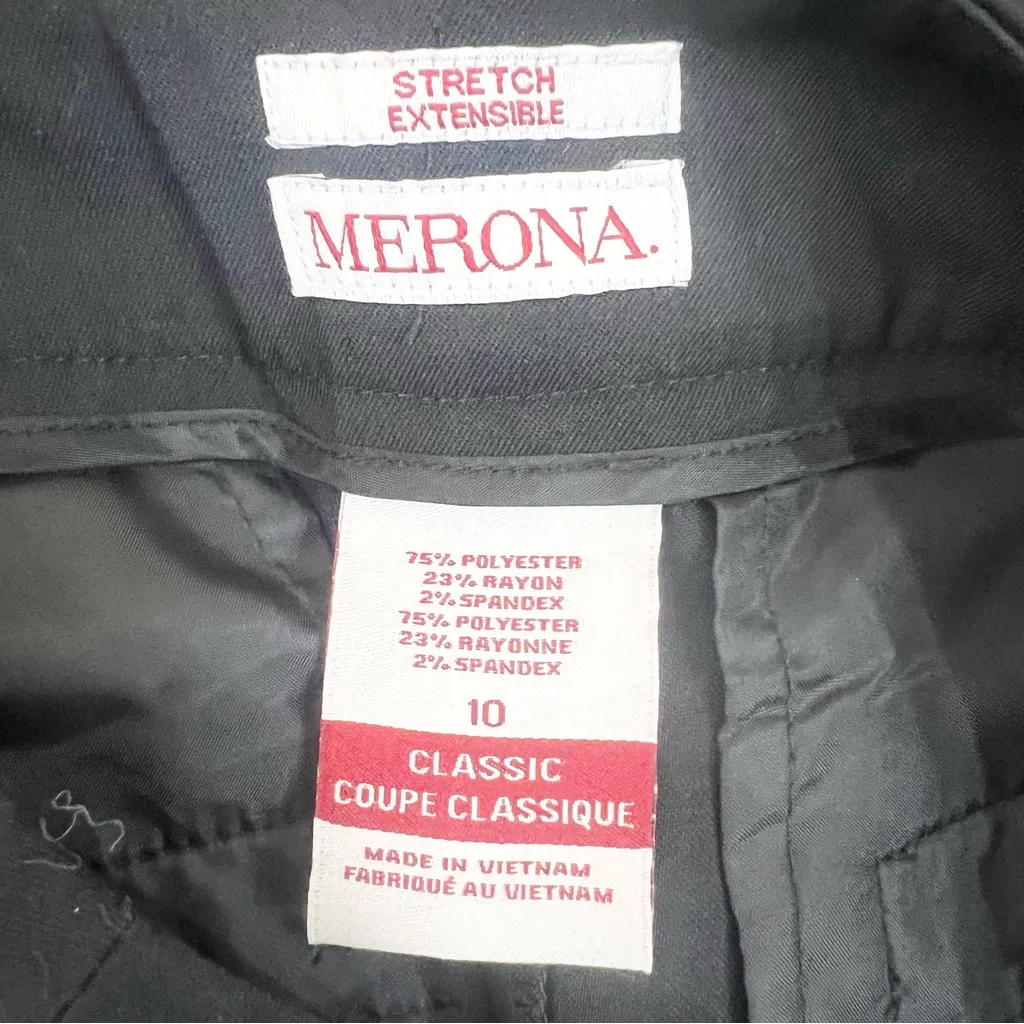 STRETCH
EXTENSIBLE
MERONA.
75% POLYESTER
23% RAYON
2% SPANDEX
75% POLYESTER
23% RAYONNE
2% SPANDEX
10
CLASSIC
COUPE CLASSIQUE
MADE IN VIETNAM
FABRIQUÉ AU VIETNAM